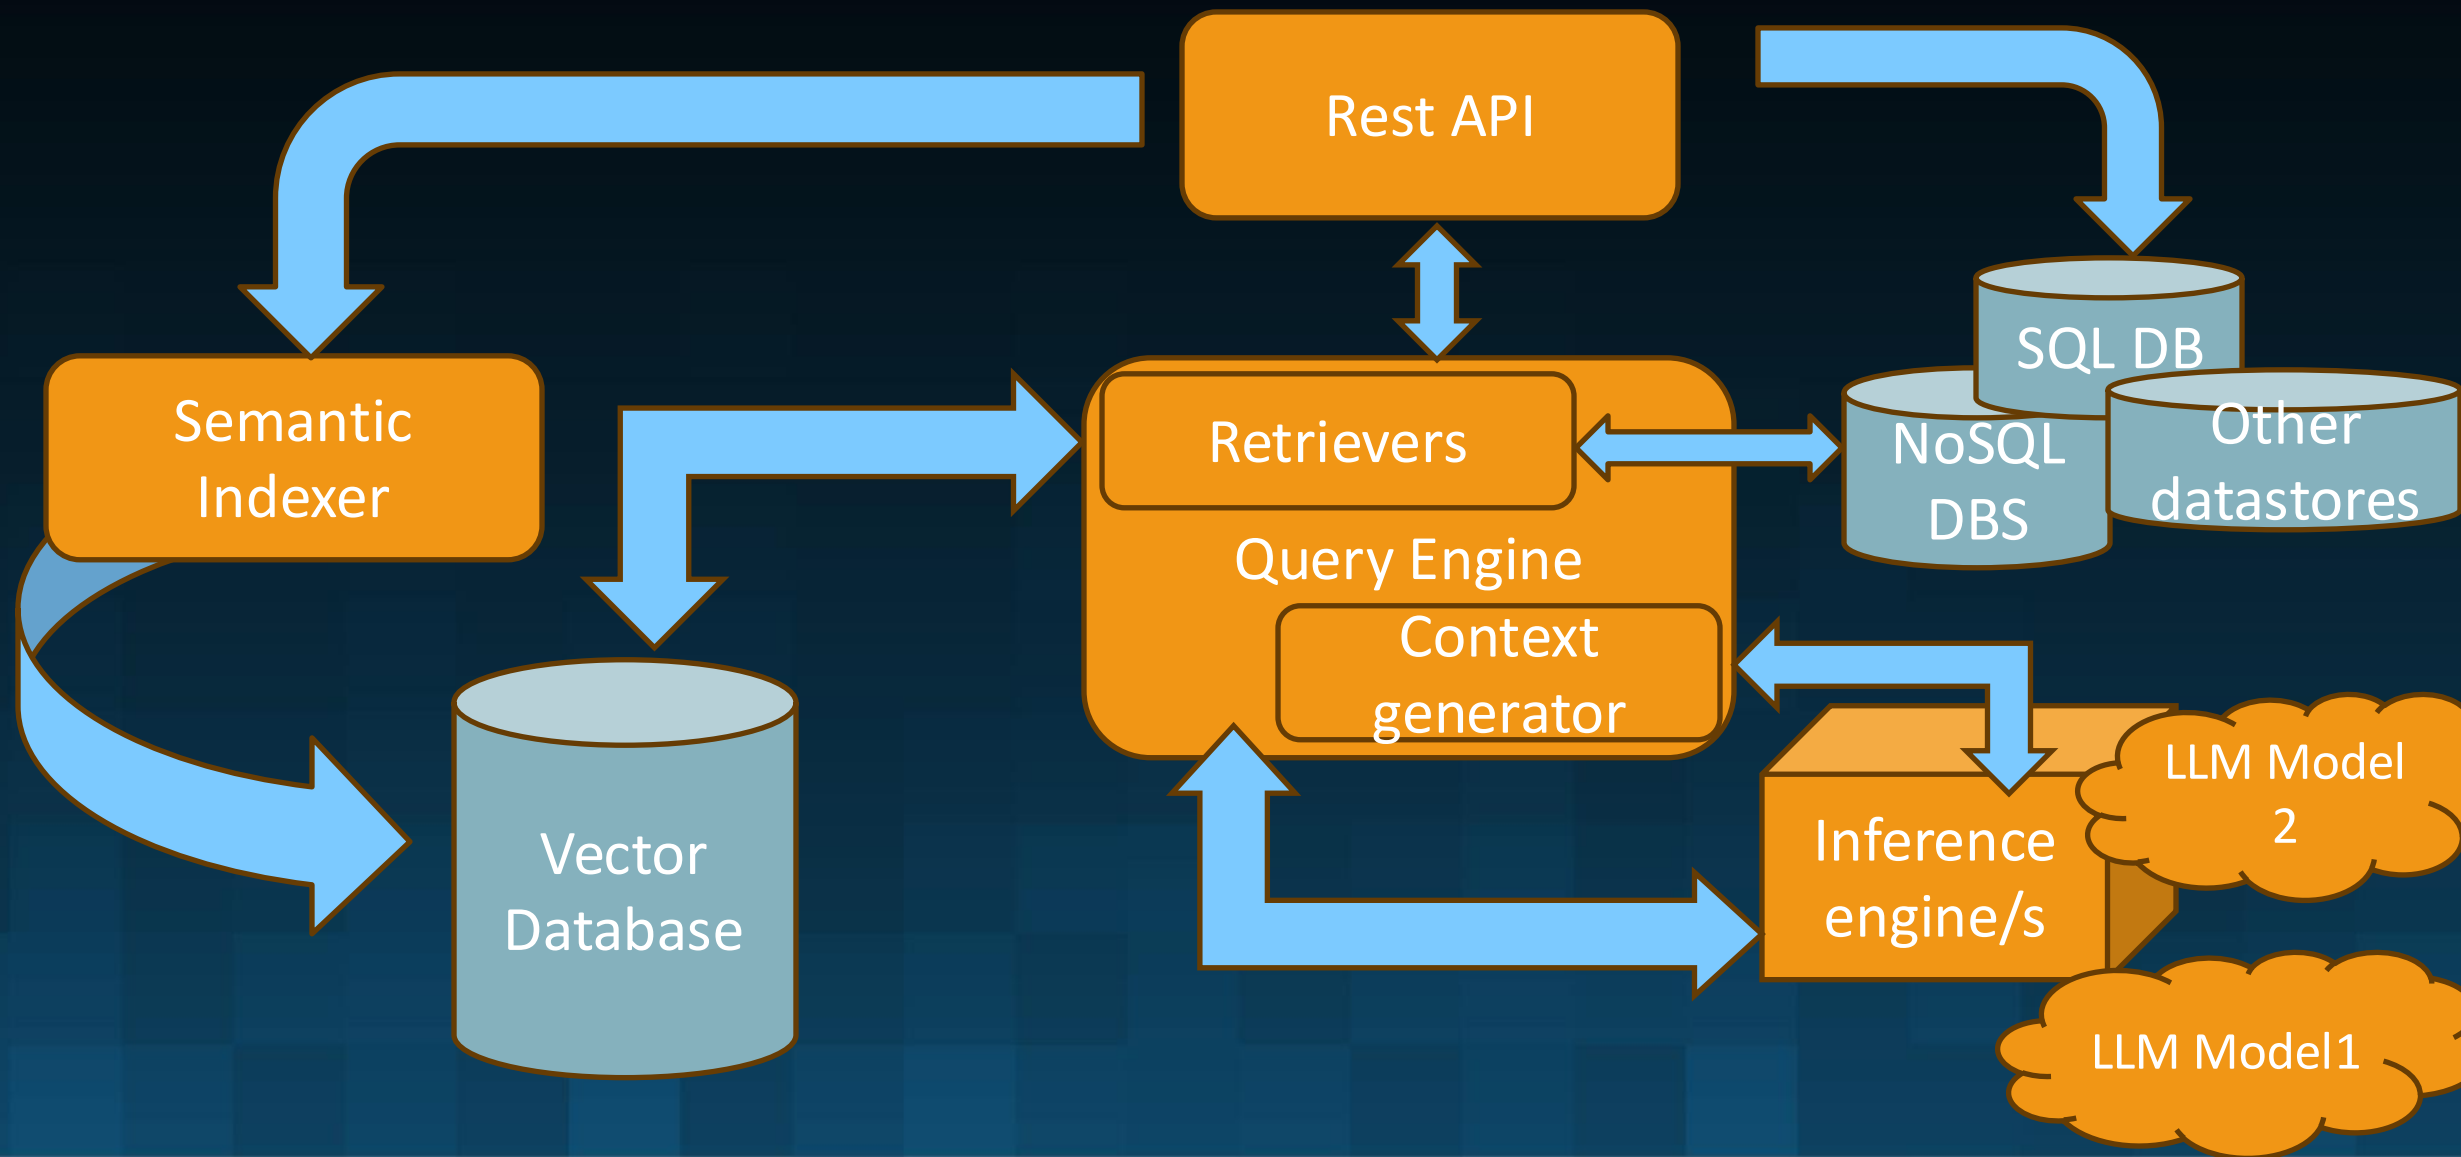 Rest API
Semantic
Indexer
Retrievers
Query Engine
Context
generator
SQL DB
NoSQL
DBS
Other
datastores
Vector
Database
Inference
engine/s
LLM Model
2
LLM Model1